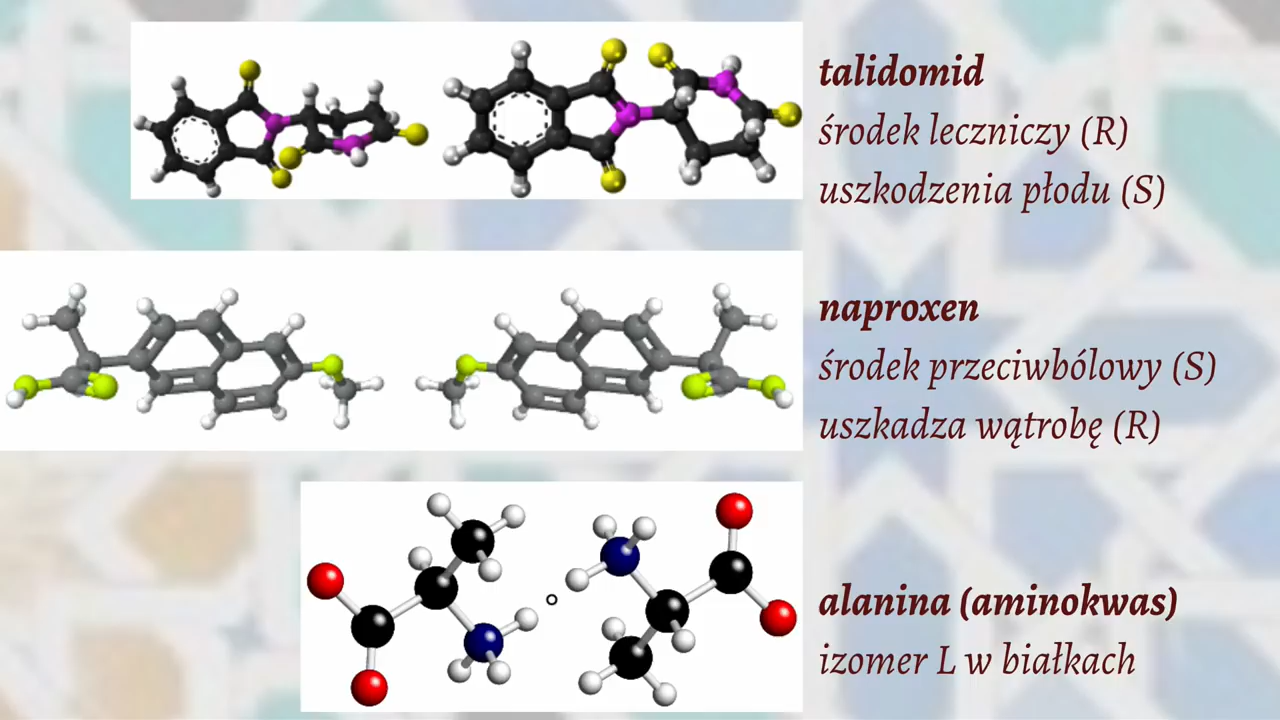 talidomid
środek leczniczy (R)
uszkodzenia płodu (S)
naproxen
środek przeciwbólowy (S)
uszkadza wątrobę (R)
alanina (aminokwas)
izomer L w białkach